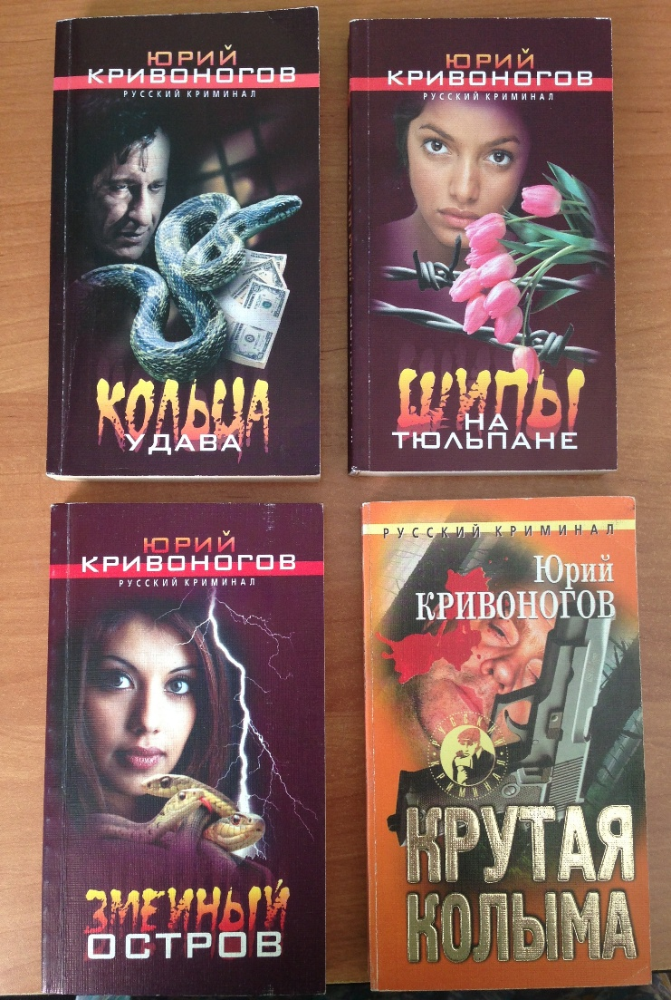 ЮРИЙ
КРИВОНОГОВ
РУССКИЙ КРИМИНАЛ
КОЛЬЦА
УДАВА
ЮРИЙ
КРИВОНОГОВ
РУССКИЙ КРИМИНАЛ
ШИПЫ
НА
ТЮЛЬПАНЕ
ЮРИЙ
КРИВОНОГОВ
РУССКИЙ КРИМИНАЛ
ЗМЕИНЫЙ
ОСТРОВ
РУССКИЙ КРИМИНАЛ
Юрий
КРИВОНОГОВ
РУССКИЙ
КРИМИНАЛ
КРУТАЯ
КОЛЫМА